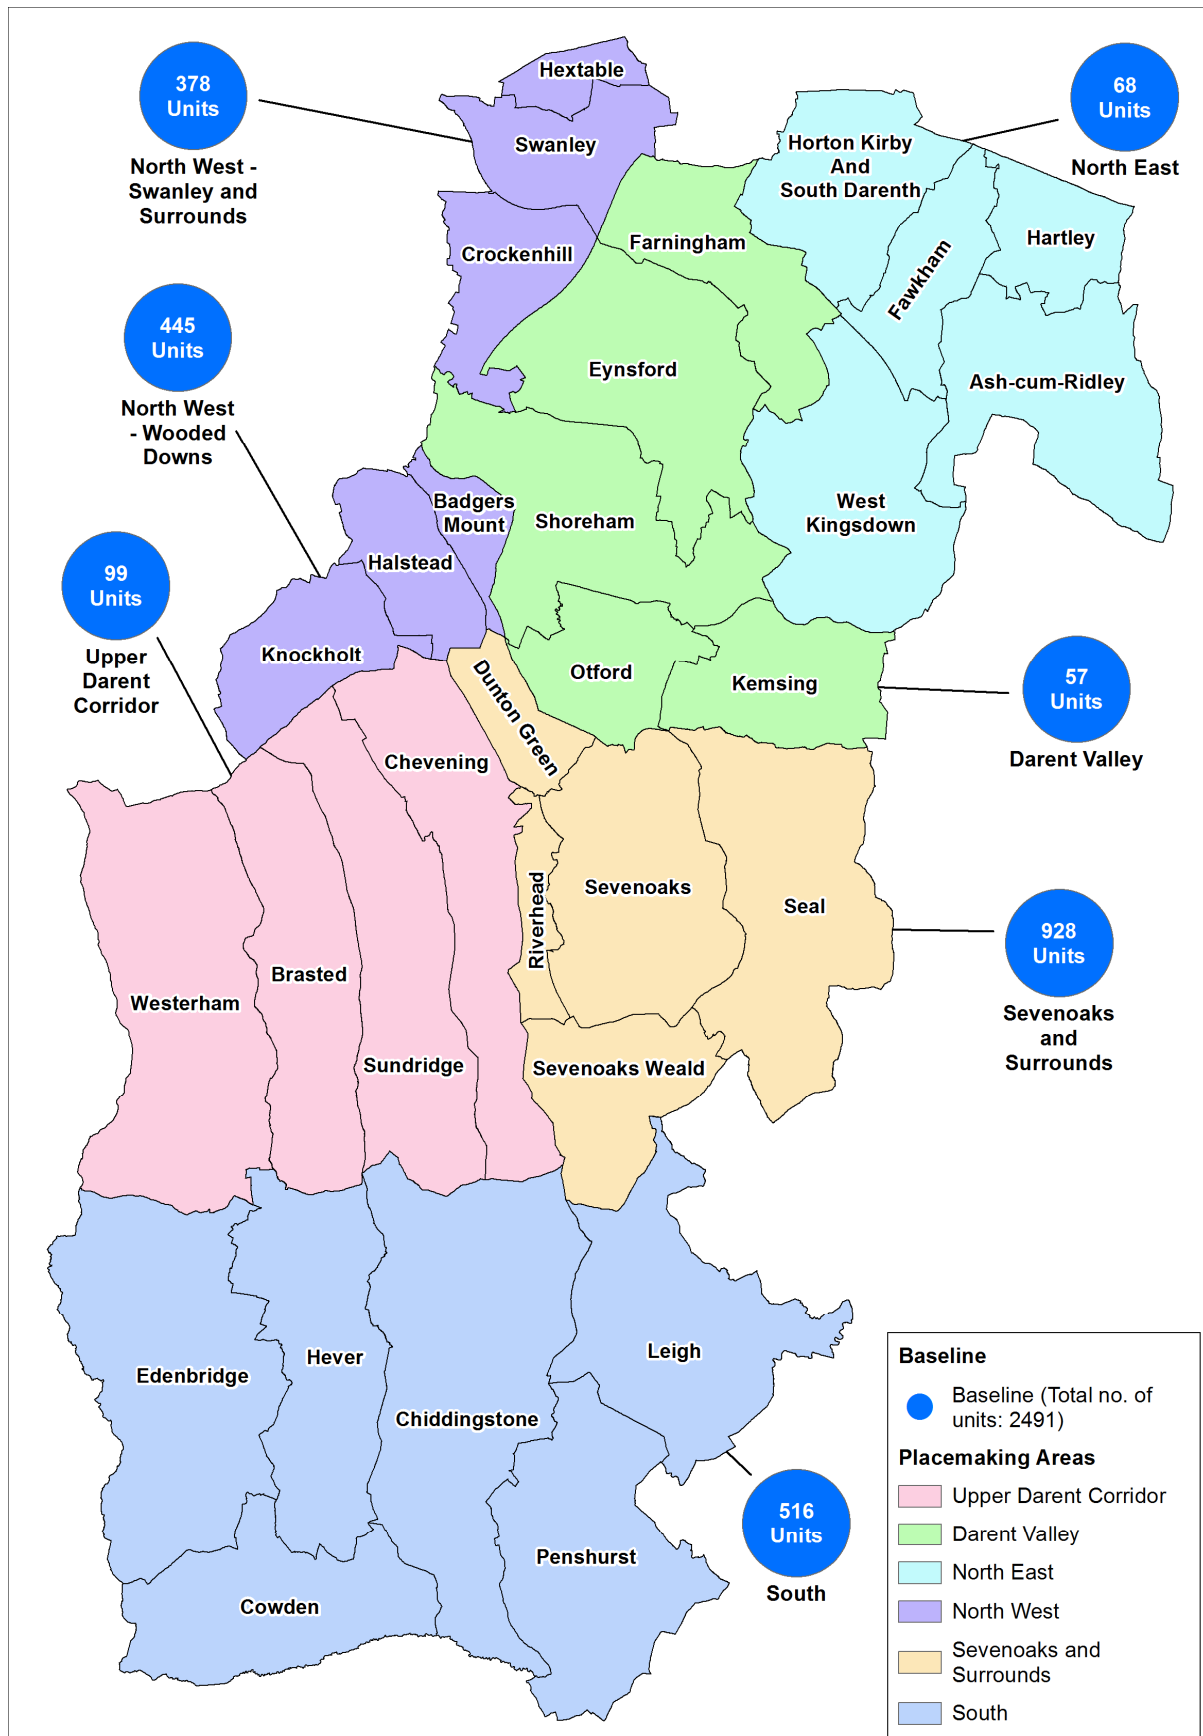 378
Units
North West -
Swanley and
Surrounds
68
Units
North East
445
Units
North West
- Wooded
Downs
99
Units
Upper
Darent
Corridor
57
Units
Darent Valley
928
Units
Sevenoaks
and
Surrounds
516
Units
South
Hextable
Swanley
Crockenhill
Horton Kirby
And
South Darenth
Farningham
Fawkham
Hartley
Eynsford
Ash-cum-Ridley
Badgers
Mount
Shoreham
West
Kingsdown
Halstead
Knockholt
Otford
Kemsing
Dunton Green
Chevening
Riverhead
Sevenoaks
Seal
Brasted
Westerham
Sundridge
Sevenoaks Weald
Leigh
Hever
Edenbridge
Chiddingstone
Penshurst
Cowden
Baseline
Baseline (Total no. of
units: 2491)
Placemaking Areas
Upper Darent Corridor
Darent Valley
North East
North West
Sevenoaks and
Surrounds
South